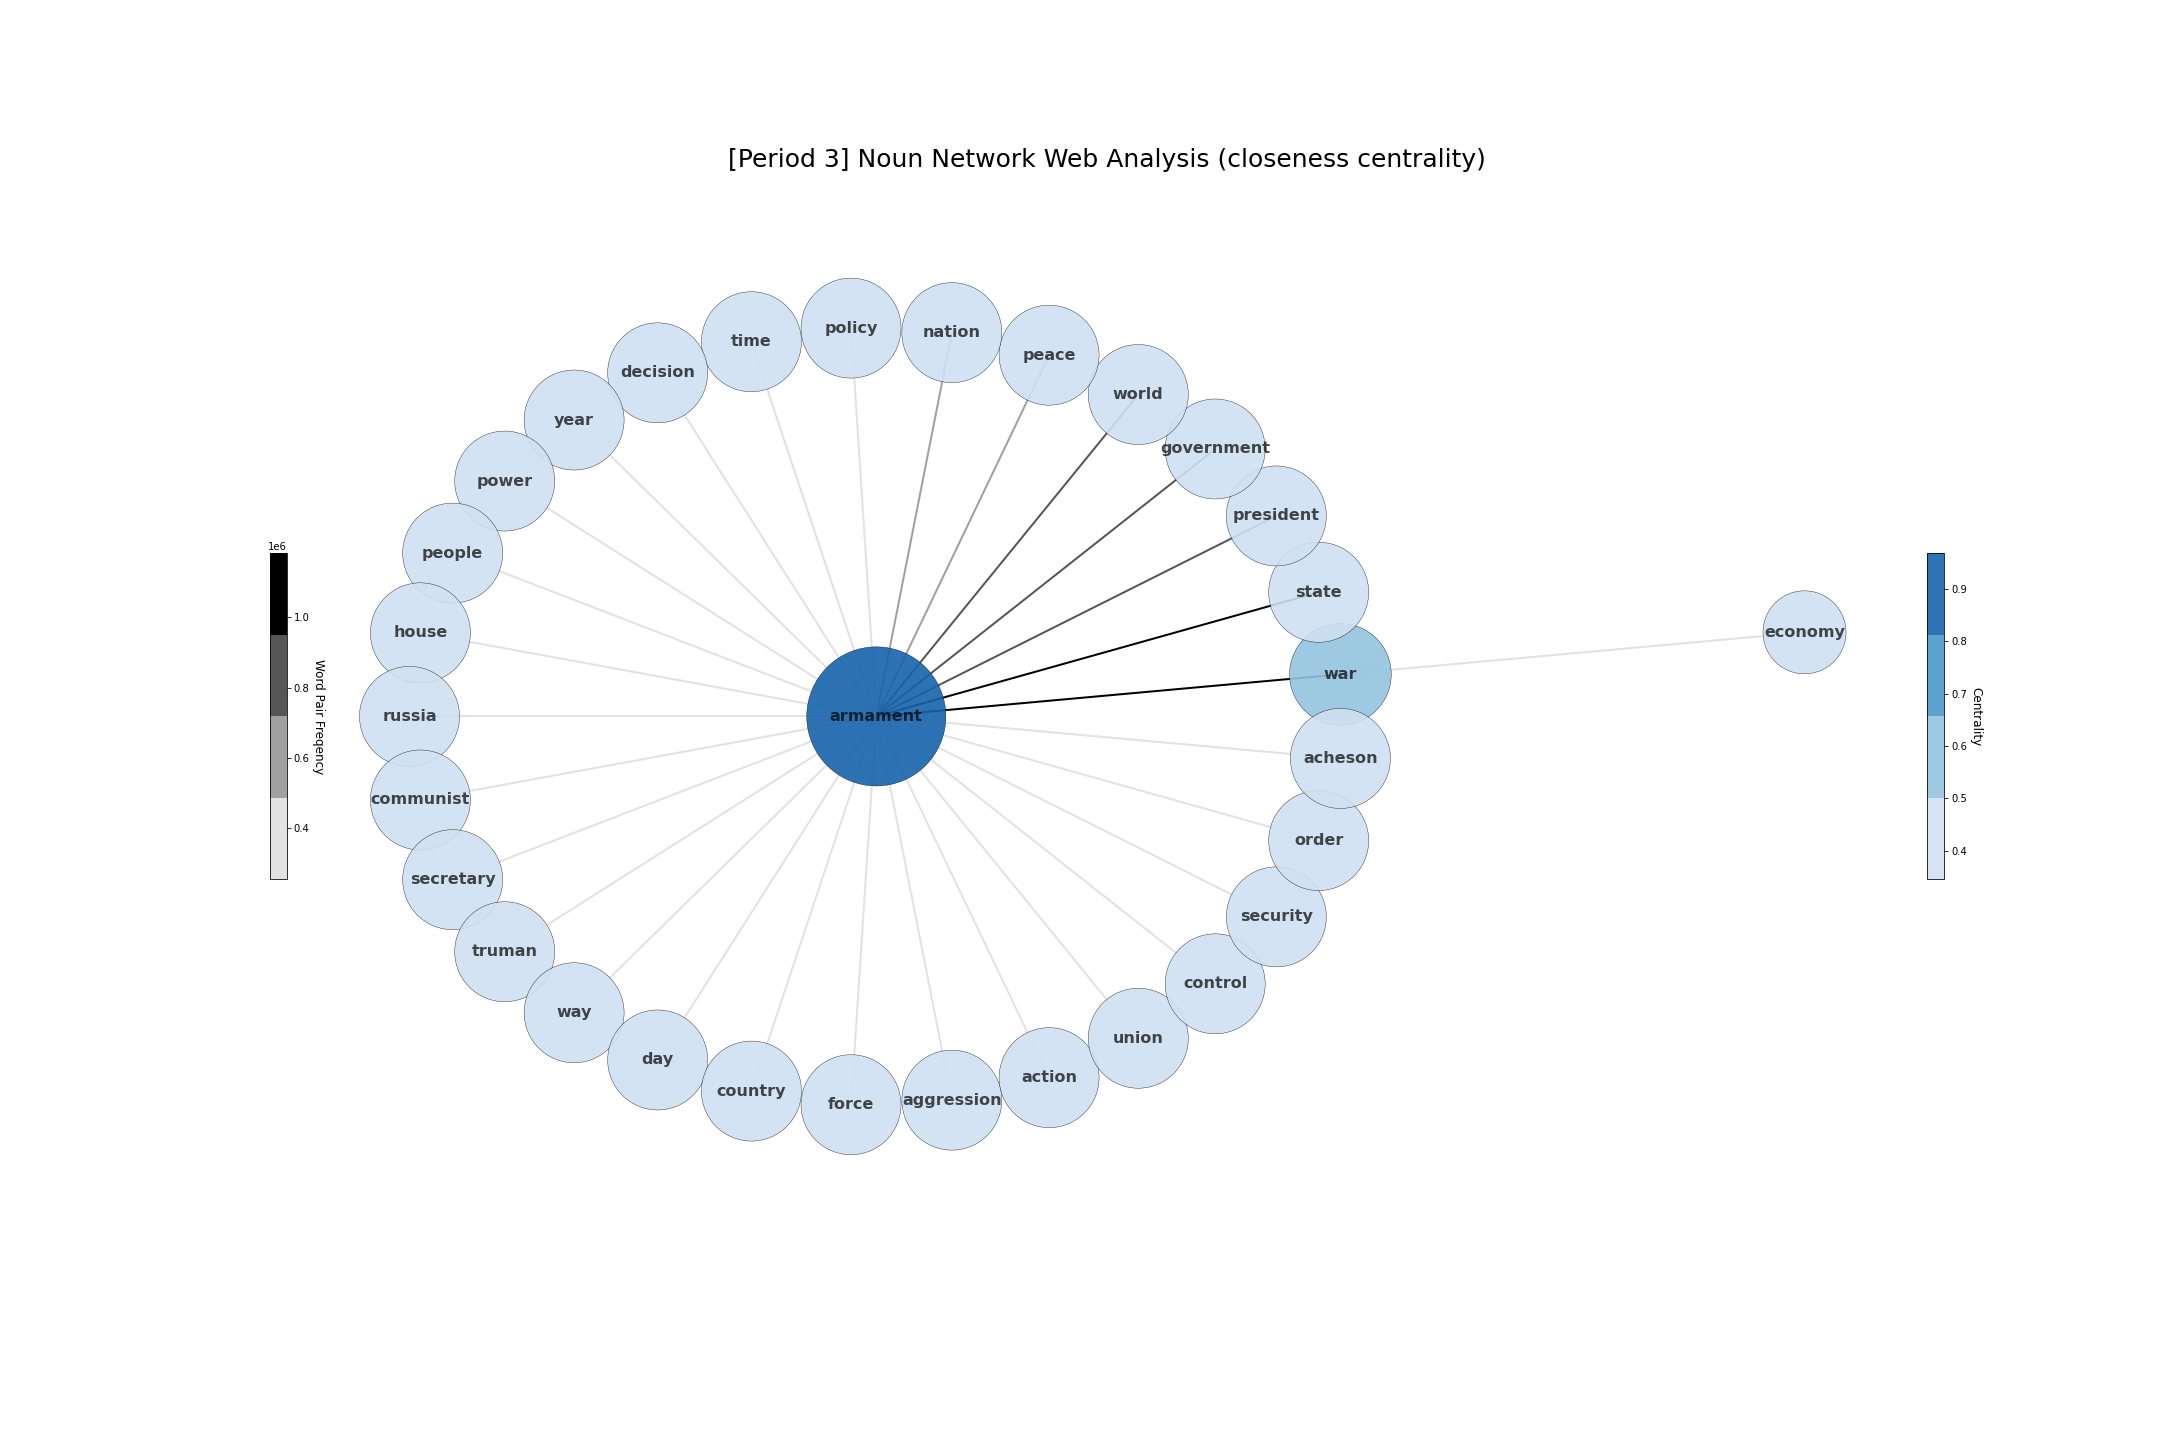 [Period 3] Noun Network Web Analysis (closeness centrality)
policy
nation
time
peace
decision
world
year
government
power
president
people
1e6
state
0.9
1.0
house
economy
0.8
war
0.8
0.7
Word Pair Freqency
russia
armament
Centrality
0.6
acheson
0.6
communist
0.5
0.4
order
0.4
secretary
security
truman
control
way
union
day
action
country
aggression
force